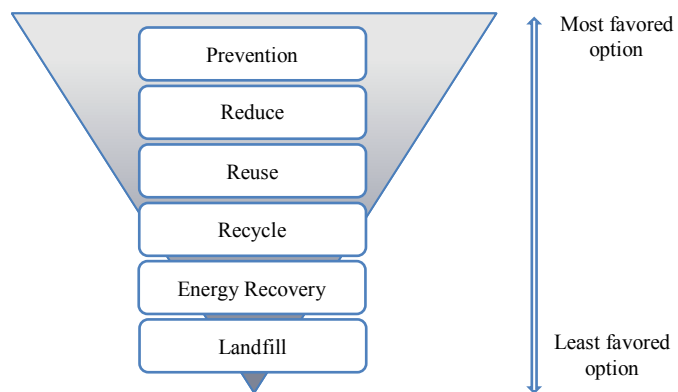 Most favored
option
Prevention
Reduce
Reuse
Recycle
Energy Recovery
Landfill
Least favored
option